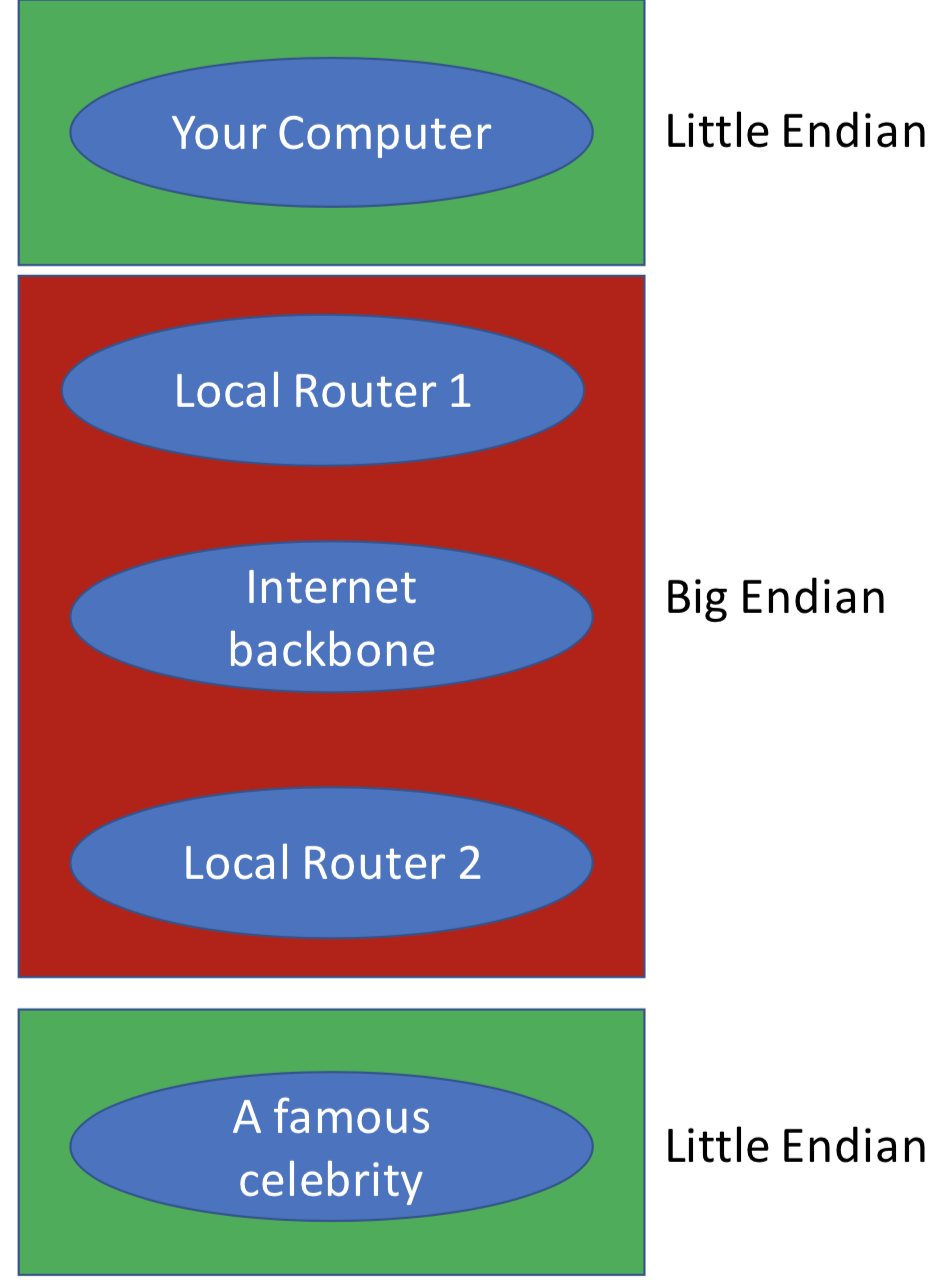 Your Computer
Little Endian
Local Router 1
Internet
backbone
Big Endian
Local Router 2
A famous
celebrity
Little Endian